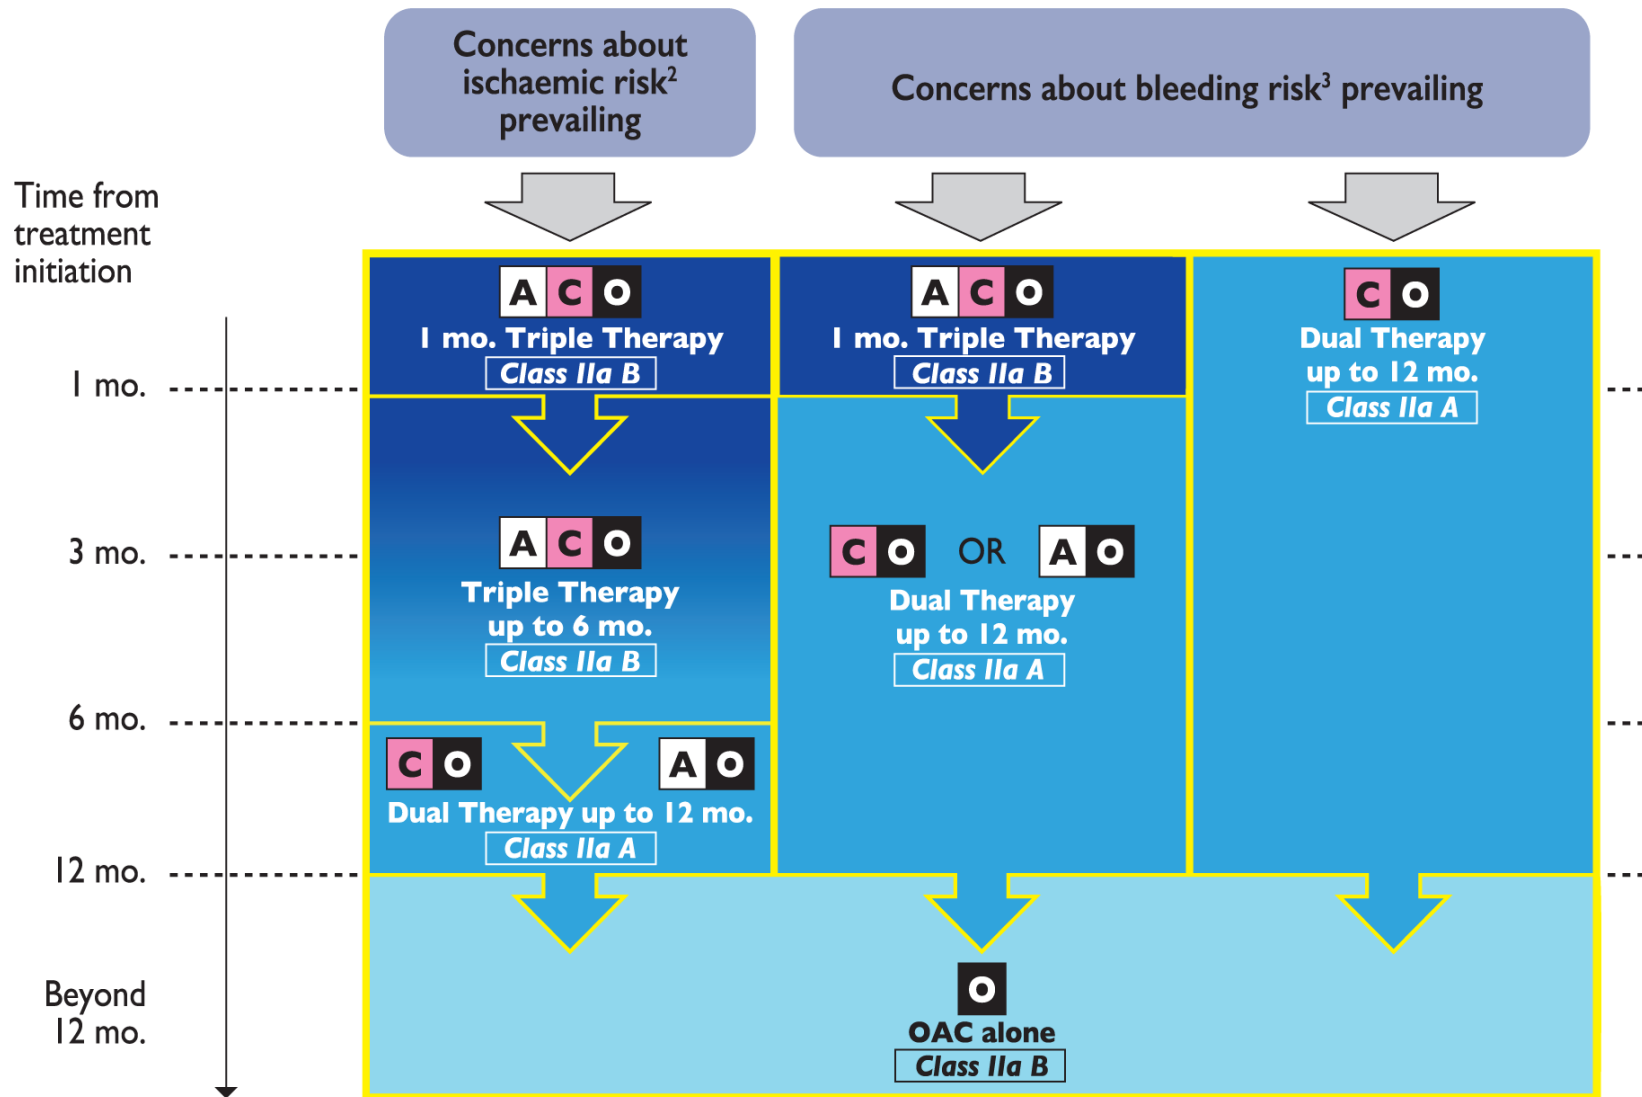 Concerns about
ischaemic risk2
prevailing
Concerns about bleeding risk3 prevailing
Time from
treatment
initiation
A C O
1 mo. Triple Therapy
Class IIa B
A C O
1 mo. Triple Therapy
Class IIa B
C O
Dual Therapy
up to 12 mo.
Class IIa A
1 mo.
A C O
Triple Therapy
up to 6 mo.
Class IIa B
3 mo.
C O OR A O
Dual Therapy
up to 12 mo.
Class IIa A
6 mo.
C O A O
Dual Therapy up to 12 mo.
Class IIa A
12 mo.
Beyond
12 mo.
O
OAC alone
Class IIa B